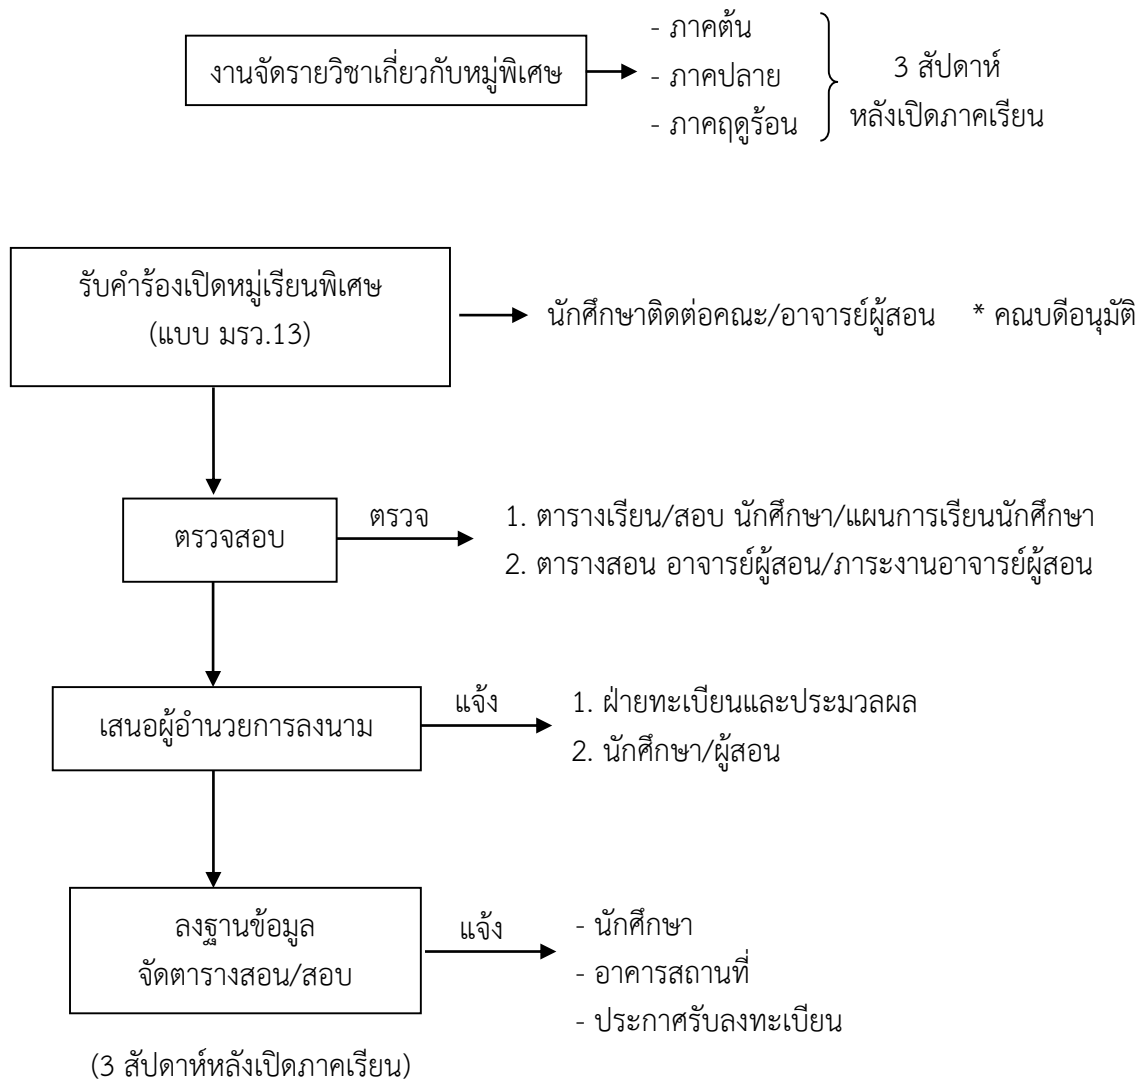 - ภาคต้น
งานจัดรายวิชาเกี่ยวกับหมู่พิเศษ
- ภาคปลาย
- ภาคฤดูร้อน
3 สัปดาห์
หลังเปิดภาคเรียน
รับคำร้องเปิดหมู่เรียนพิเศษ
(แบบ มรว.13)
นักศึกษาติดต่อคณะ/อาจารย์ผู้สอน * คณบดีอนุมัติ
ตรวจสอบ
ตรวจ
1. ตารางเรียน/สอบ นักศึกษา/แผนการเรียนนักศึกษา
2. ตารางสอน อาจารย์ผู้สอน/ภาระงานอาจารย์ผู้สอน
เสนอผู้อำนวยการลงนาม
แจ้ง
1. ฝ่ายทะเบียนและประมวลผล
2. นักศึกษา/ผู้สอน
ลงฐานข้อมูล
จัดตารางสอน/สอบ
แจ้ง
- นักศึกษา
- อาคารสถานที่
- ประกาศรับลงทะเบียน
(3 สัปดาห์หลังเปิดภาคเรียน)